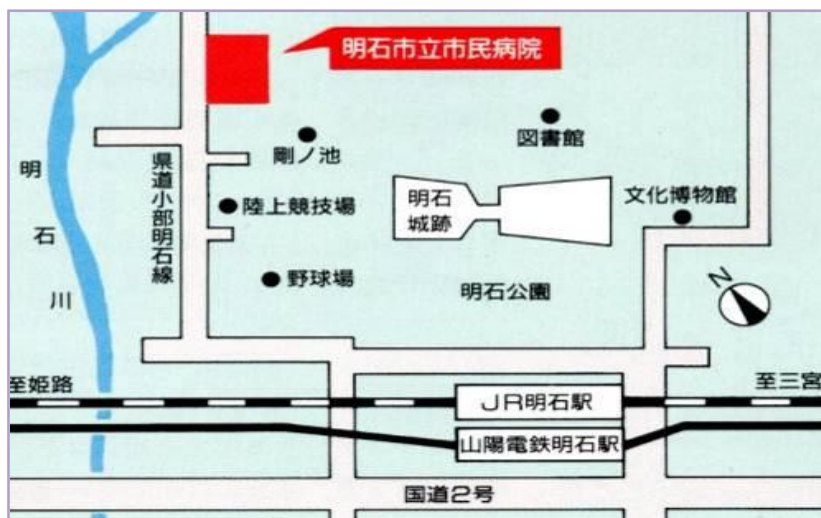 明石市立市民病院
図書館
剛ノ池
明石川
県道小部明石線
陸上競技場
明石
城跡
文化博物館
野球場
明石公園
N
至姫路
至三宮
JR明石駅
山陽電鉄明石駅
国道2号